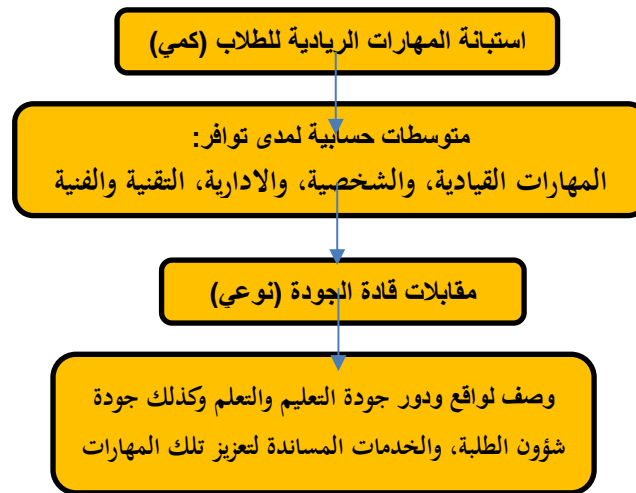 استبانة المهارات الريادية للطلاب (كمي)
متوسطات حسابية لمدى توافر:
المهارات القيادية، والشخصية، والادارية، التقنية والفنية
مقابلات قادة الجودة (نوعي)
وصف لواقع ودور جودة التعليم والتعلم وكذلك جودة
شؤون الطلبة، والخدمات المساندة لتعزيز تلك المهارات